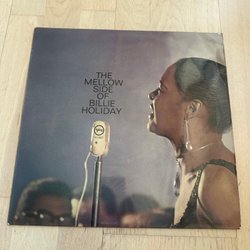 THE
MELLOW
SIDE
OF
BILLIE
HOLIDAY